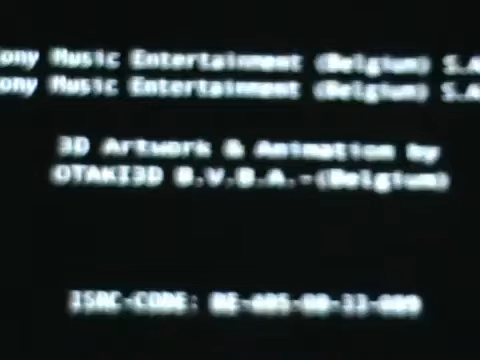 ony Music Entertainment (Belgium) S.A
ony Music Entertainment (Belgium) S.A
3D Artwork & Animation by
OTAKI3D B.V.B.A.-(Belgium)
ISRC-CODE: